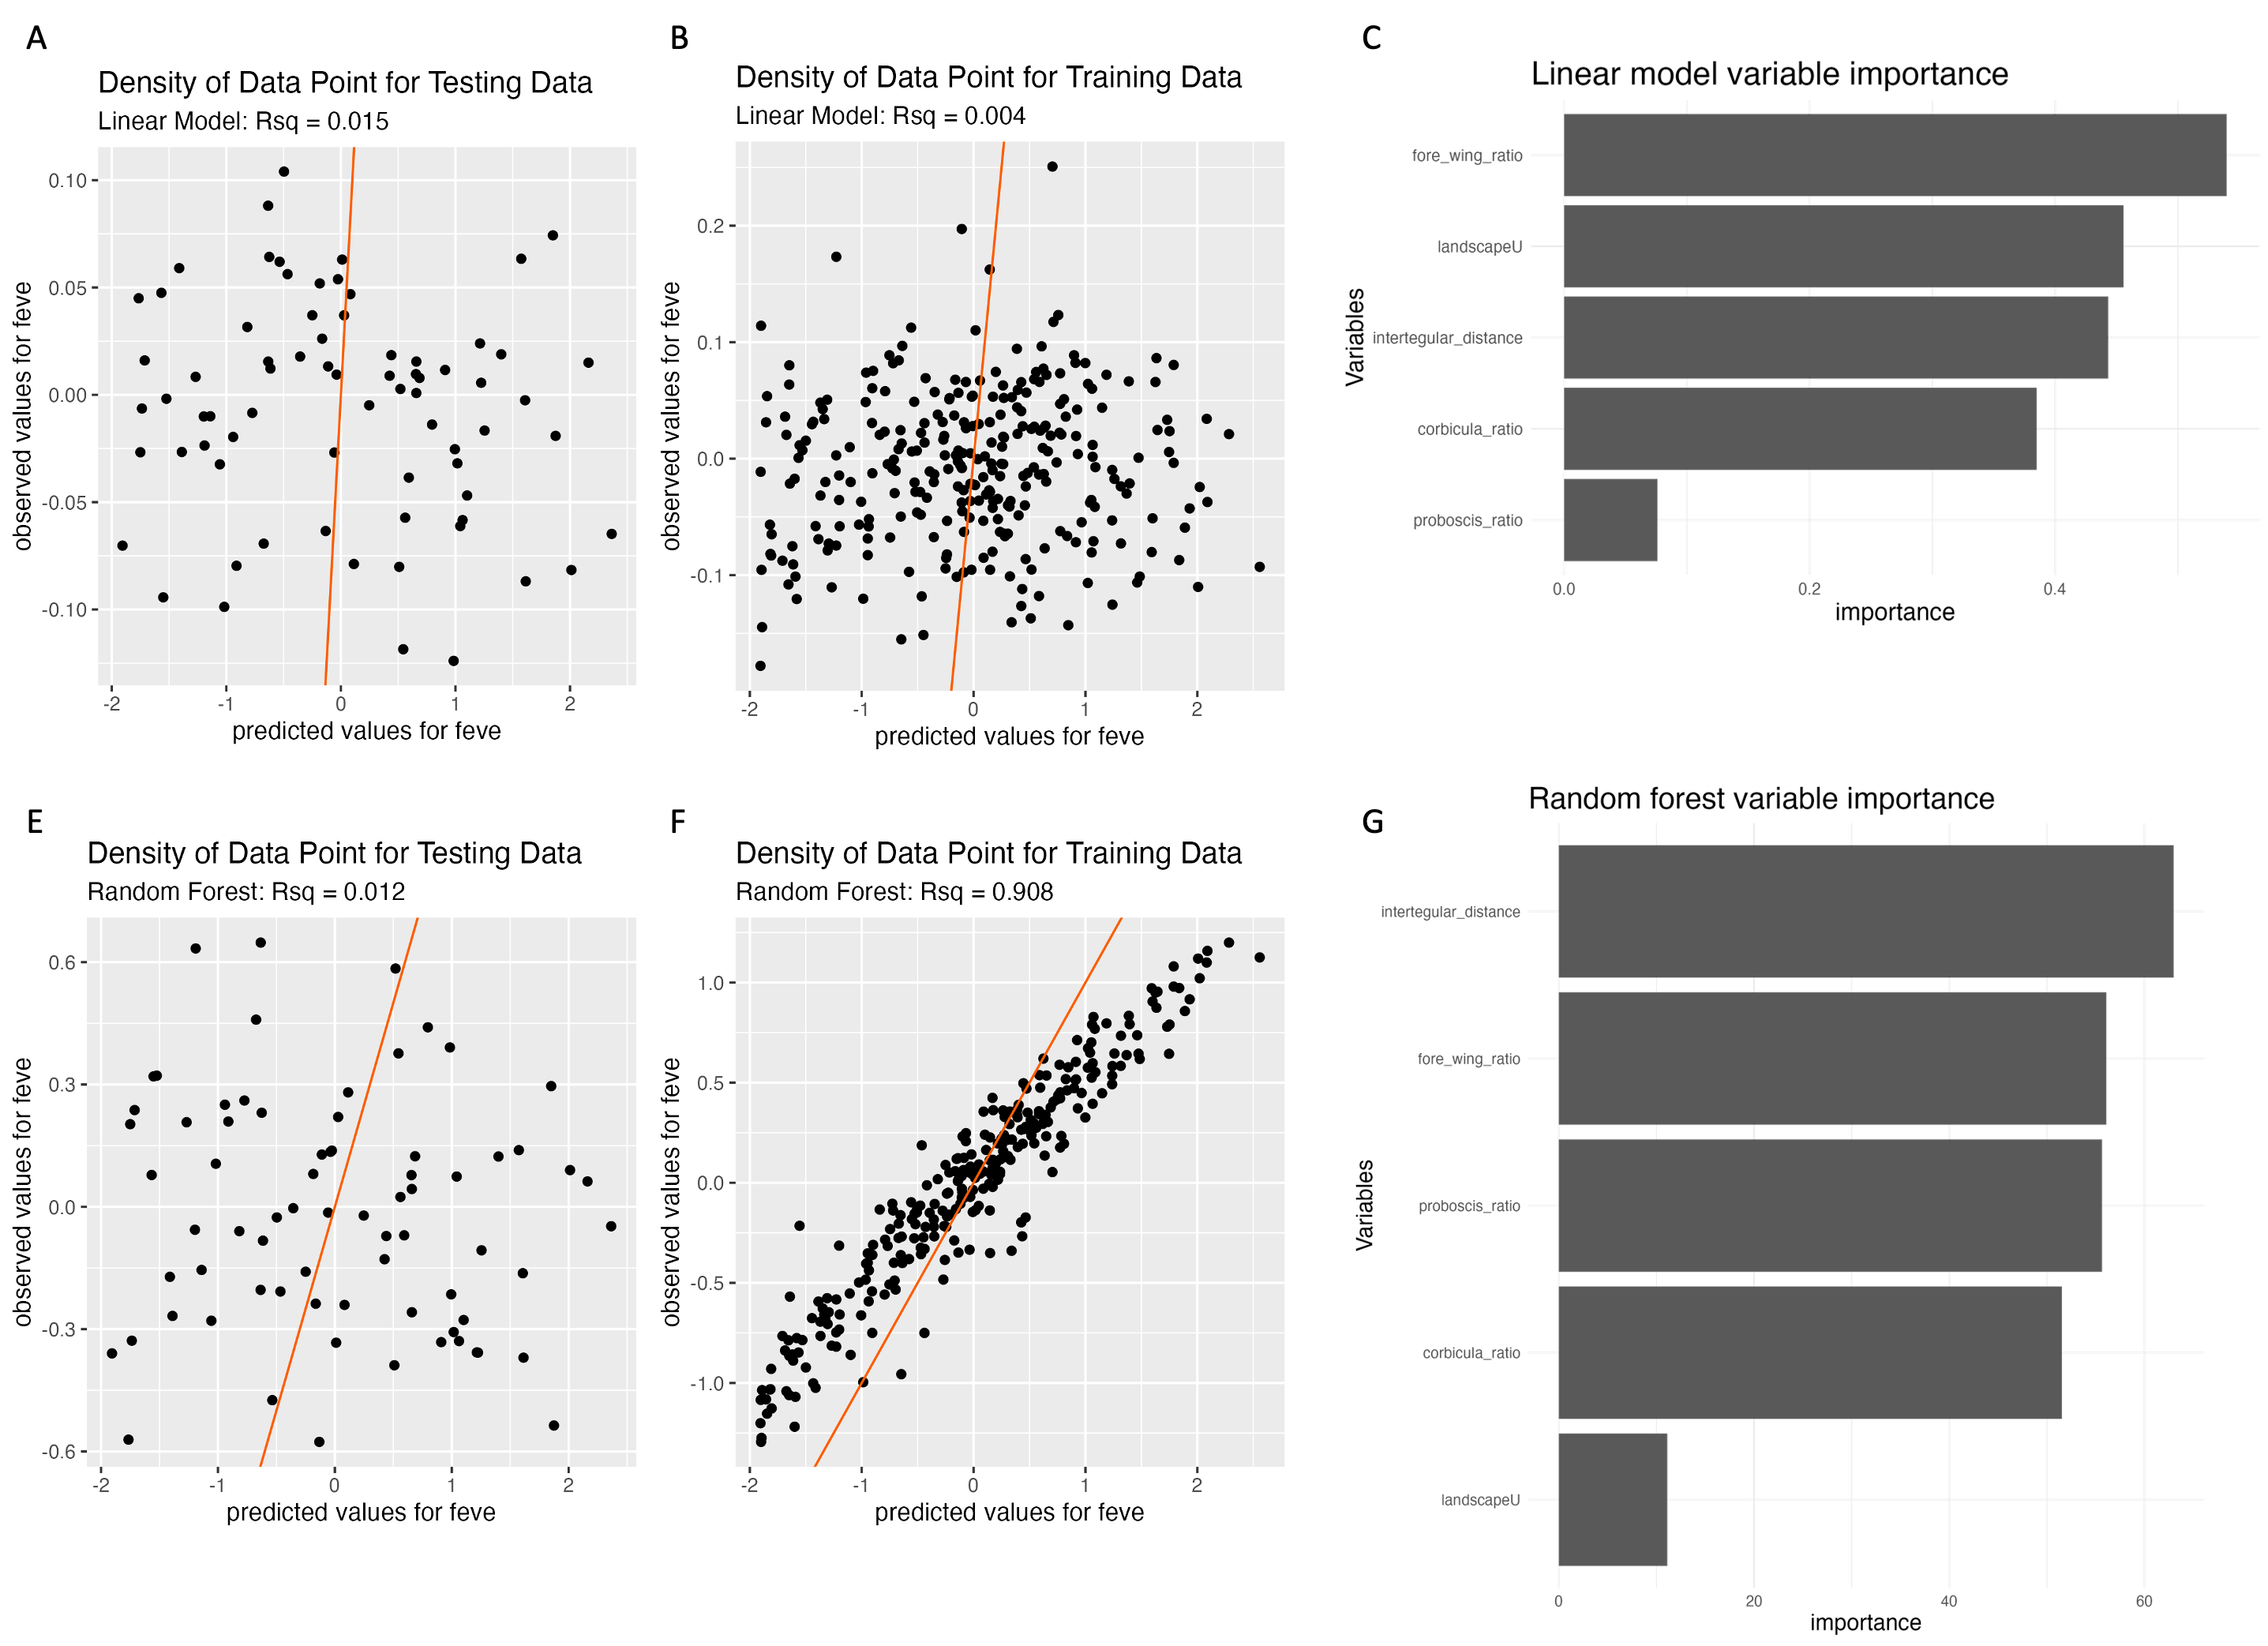 A
Density of Data Point for Testing Data
Linear Model: Rsq = 0.015
0.10
0.05
0.00
-0.05
-0.10
observed values for feve
-2 -1 0 1 2
predicted values for feve
B
Density of Data Point for Training Data
Linear Model: Rsq = 0.004
0.2
0.1
0.0
-0.1
observed values for feve
-2 -1 0 1 2
predicted values for feve
C
Linear model variable importance
fore_wing_ratio
landscapeU
intertegular_distance
corbicula_ratio
proboscis_ratio
Variables
0.0 0.2 0.4
importance
E
Density of Data Point for Testing Data
Random Forest: Rsq = 0.012
0.6
0.3
0.0
-0.3
-0.6
observed values for feve
-2 -1 0 1 2
predicted values for feve
F
Density of Data Point for Training Data
Random Forest: Rsq = 0.908
1.0
0.5
0.0
-0.5
-1.0
observed values for feve
-2 -1 0 1 2
predicted values for feve
G
Random forest variable importance
intertegular_distance
fore_wing_ratio
proboscis_ratio
corbicula_ratio
landscapeU
Variables
0 20 40 60
importance